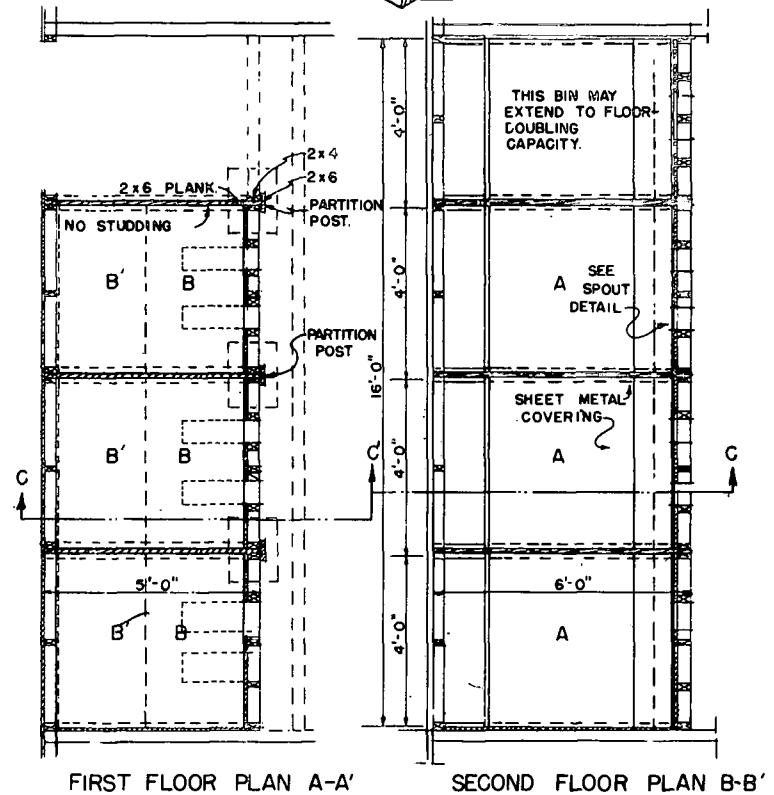 2x4
2x6
2x6 PLANK.
PARTITION
POST.
NO STUDDING
B' B
PARTITION
POST
B' B
C C'
5'-0"
B' B
FIRST FLOOR PLAN A-A'
4'-0"
4'-0"
16'-0"
4'-0"
4'-0"
THIS BIN MAY
EXTEND TO FLOOR-
DOUBLING
CAPACITY.
A
SEE
SPOUT
DETAIL
SHEET METAL
COVERING
A
C
6'-0"
A
SECOND FLOOR PLAN B-B'